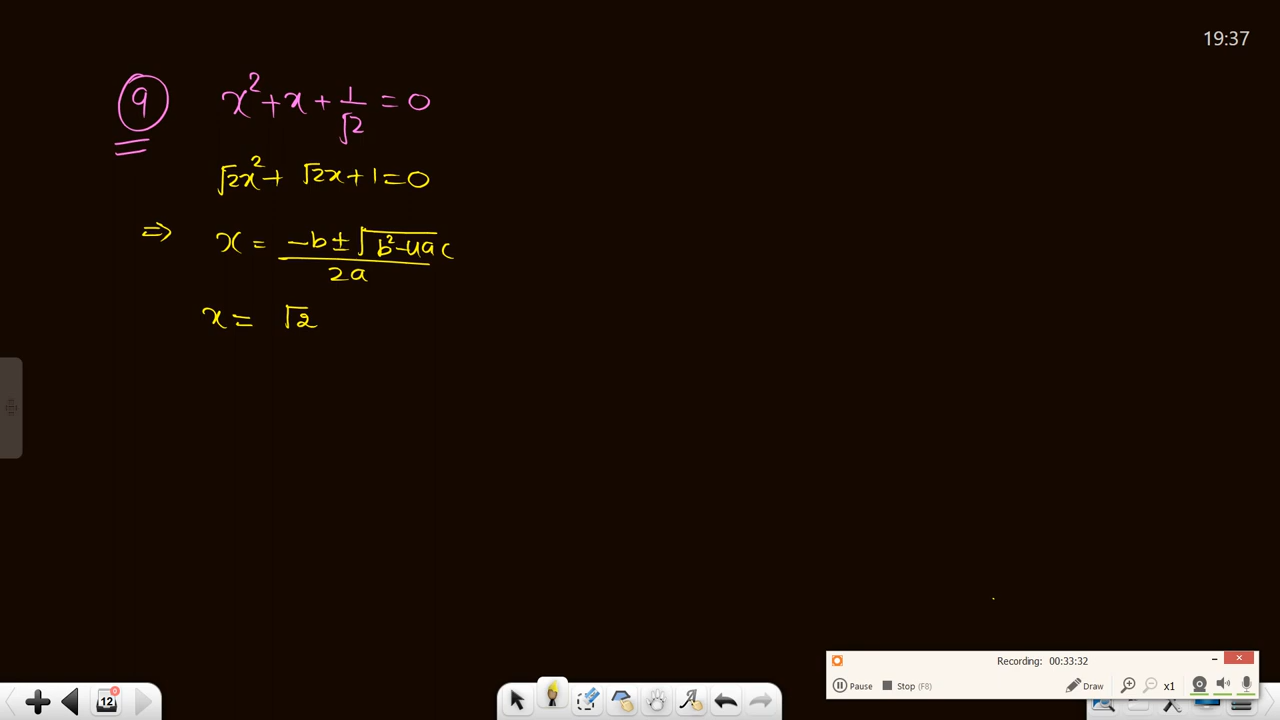 19:37
9 x² + x + 1/√2 = 0
√2x² + √2x + 1 = 0
⇒ x = (-b ± √(b² - 4ac))/2a
x = √2
Recording: 00:33:32
Pause Stop (F8) Draw x1
12 0